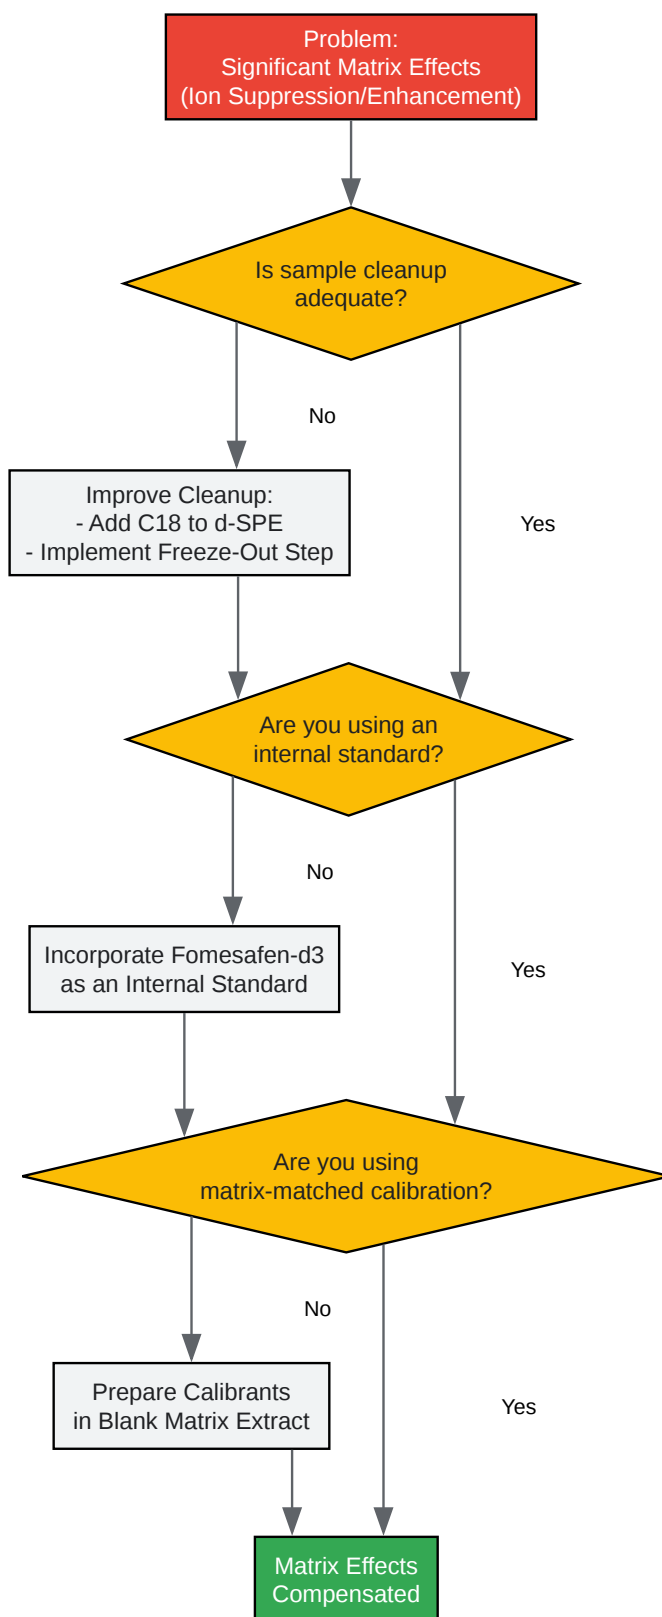 Problem:
Significant Matrix Effects
(Ion Suppression/Enhancement)
Is sample cleanup
adequate?
No
Improve Cleanup:
- Add C18 to d-SPE
- Implement Freeze-Out Step
Yes
Are you using an
internal standard?
No
Incorporate Fomesafen-d3
as an Internal Standard
Yes
Are you using
matrix-matched calibration?
No
Prepare Calibrants
in Blank Matrix Extract
Yes
Matrix Effects
Compensated